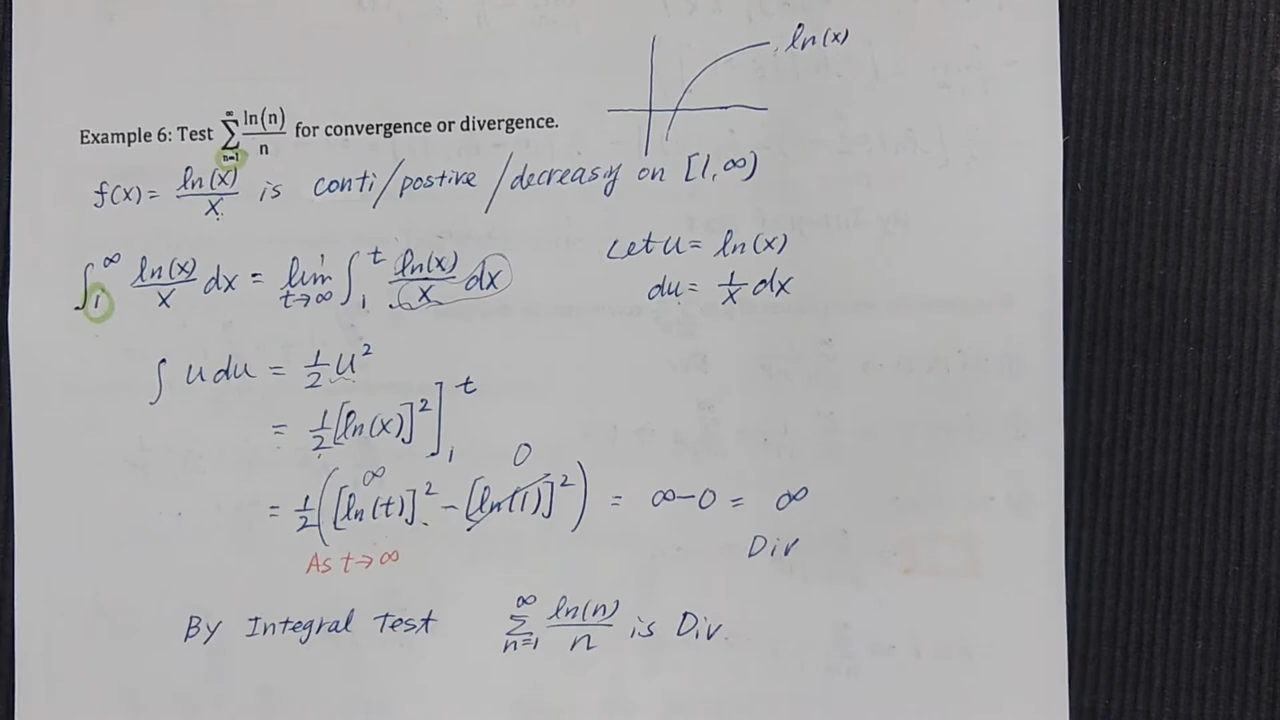 ln(x)
Example 6: Test ∑_{n=1}^{∞} ln(n)/n for convergence or divergence.
f(x) = ln(x)/x is conti/postive/decreasy on [1,∞)
∫_1^∞ ln(x)/x dx = lim_{t→∞} ∫_1^t ln(x)/x dx
Let u = ln(x)
du = 1/x dx
∫ u du = 1/2 u²
= 1/2 [ln(x)]² ]_1^t
∞ 0
= 1/2 ( [ln(t)]² - [ln(1)]² ) = ∞-0 = ∞
As t→∞
Div
By Integral Test ∑_{n=1}^{∞} ln(n)/n is Div.